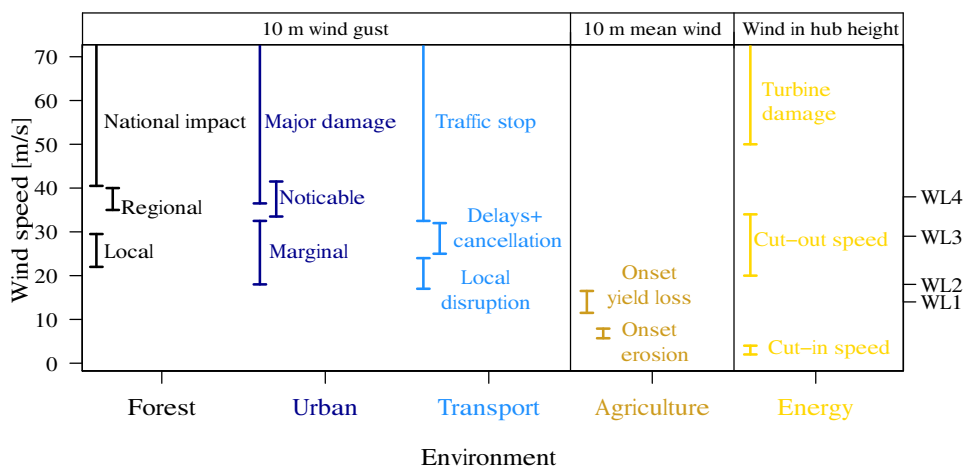 10 m wind gust
10 m mean wind
Wind in hub height
Wind speed [m/s]
70
60
50
40
30
20
10
0
National impact
Regional
Local
Major damage
Noticable
Marginal
Traffic stop
Delays+
cancellation
Local
disruption
Onset
yield loss
Onset
erosion
Turbine
damage
Cut−out speed
Cut−in speed
WL4
WL3
WL2
WL1
Forest
Urban
Transport
Agriculture
Energy
Environment